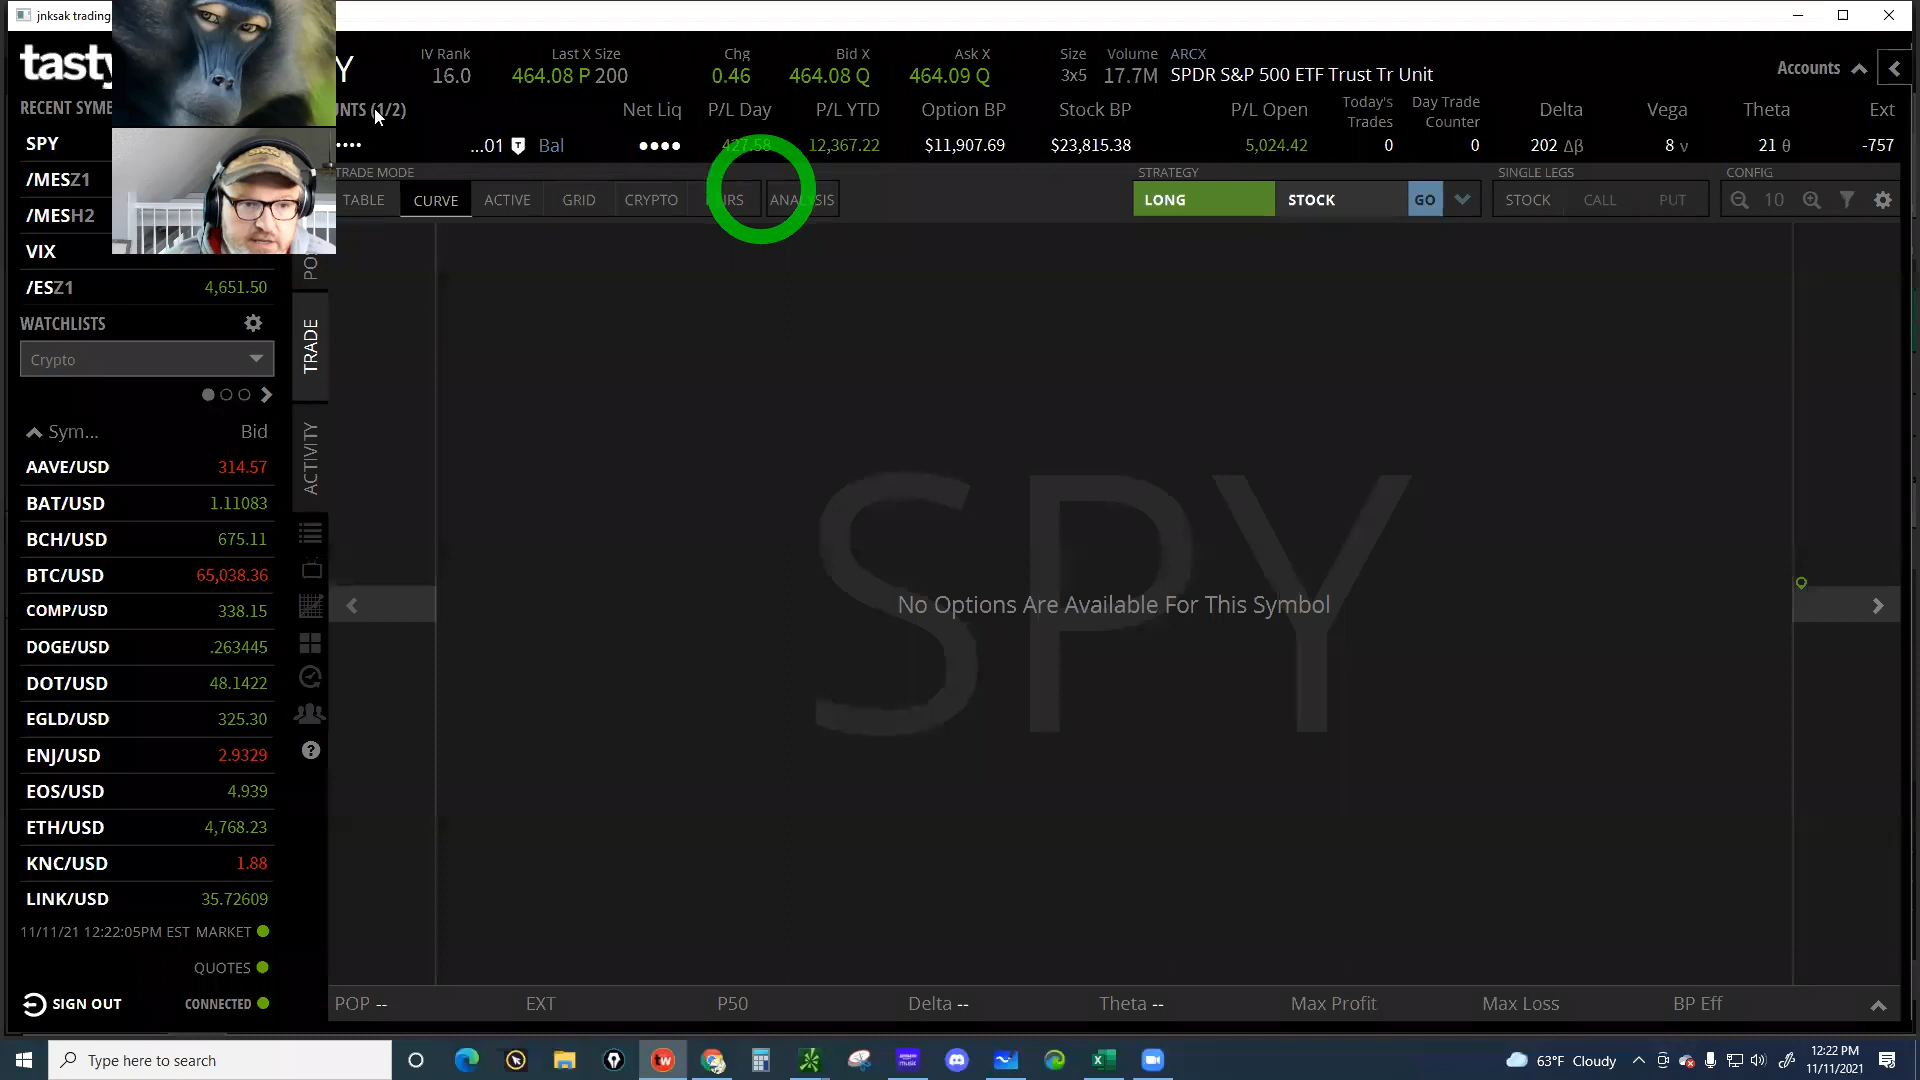 jnksak trading
tasty
Y
IV Rank
16.0
Last X Size
464.08 P 200
Chg
0.46
Bid X
464.08 Q
Ask X
464.09 Q
Size
3x5
Volume
17.7M
ARCX
SPDR S&P 500 ETF Trust Tr Unit
Accounts
RECENT SYMB
UNTS (1/2)
Net Liq
P/L Day
P/L YTD
Option BP
Stock BP
P/L Open
Today's
Trades
Day Trade
Counter
Delta
Vega
Theta
Ext
...01
Bal
427.58
12,367.22
$11,907.69
$23,815.38
5,024.42
0
0
202 Δβ
8 ν
21 θ
-757
TRADE MODE
TABLE
CURVE
ACTIVE
GRID
CRYPTO
ANALYSIS
STRATEGY
LONG
STOCK
GO
SINGLE LEGS
STOCK
CALL
PUT
CONFIG
10
SPY
/MESZ1
/MESH2
VIX
/ESZ1 4,651.50
WATCHLISTS
Crypto
Sym... Bid
AAVE/USD 314.57
BAT/USD 1.11083
BCH/USD 675.11
BTC/USD 65,038.36
COMP/USD 338.15
DOGE/USD .263445
DOT/USD 48.1422
EGLD/USD 325.30
ENJ/USD 2.9329
EOS/USD 4.939
ETH/USD 4,768.23
KNC/USD 1.88
LINK/USD 35.72609
11/11/21 12:22:05PM EST MARKET
QUOTES
SIGN OUT CONNECTED
PO
TRADE
ACTIVITY
SPY
No Options Are Available For This Symbol
POP --
EXT
P50
Delta --
Theta --
Max Profit
Max Loss
BP Eff
Type here to search
63°F Cloudy
12:22 PM
11/11/2021